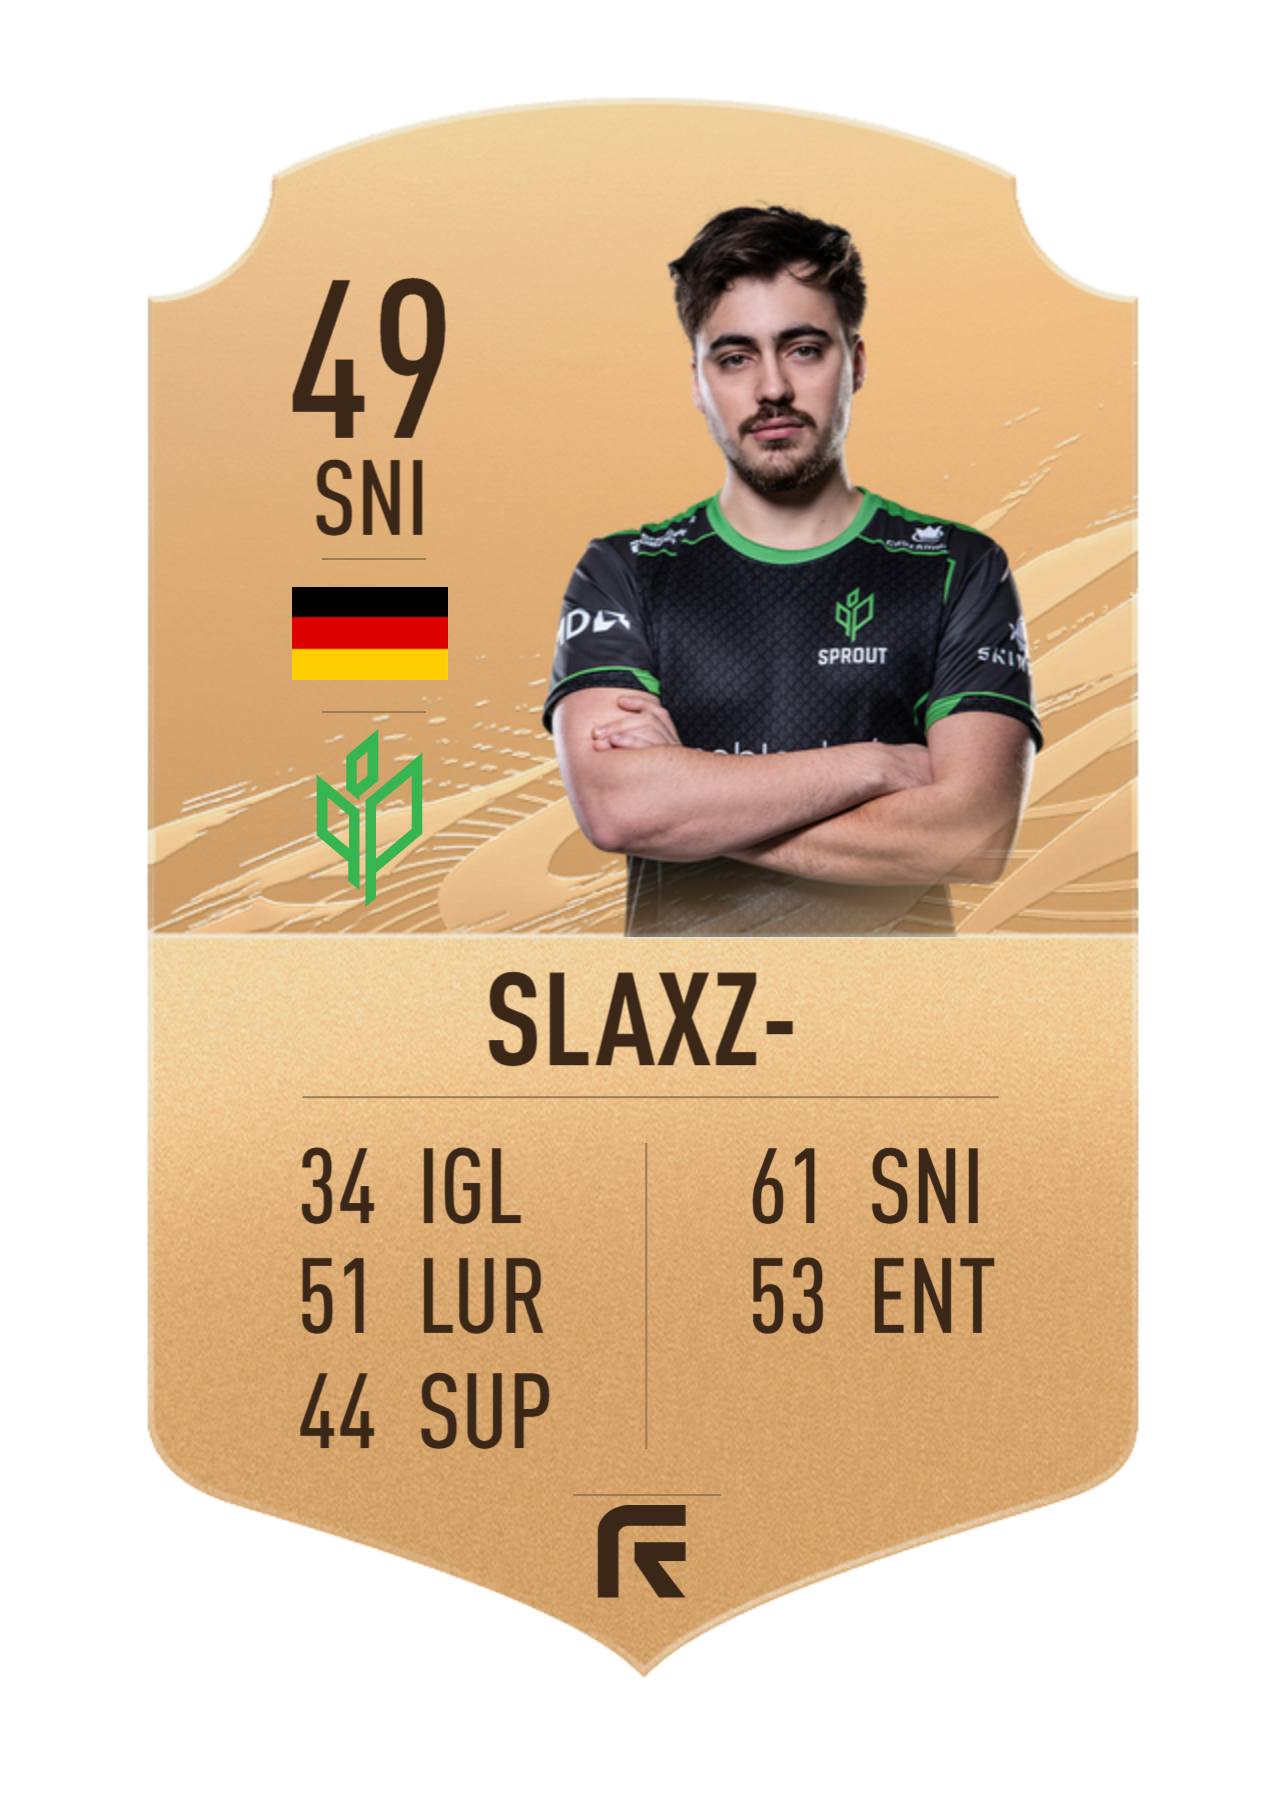 49
SNI
SPROUT
SLAXZ-
34 IGL
51 LUR
44 SUP
61 SNI
53 ENT